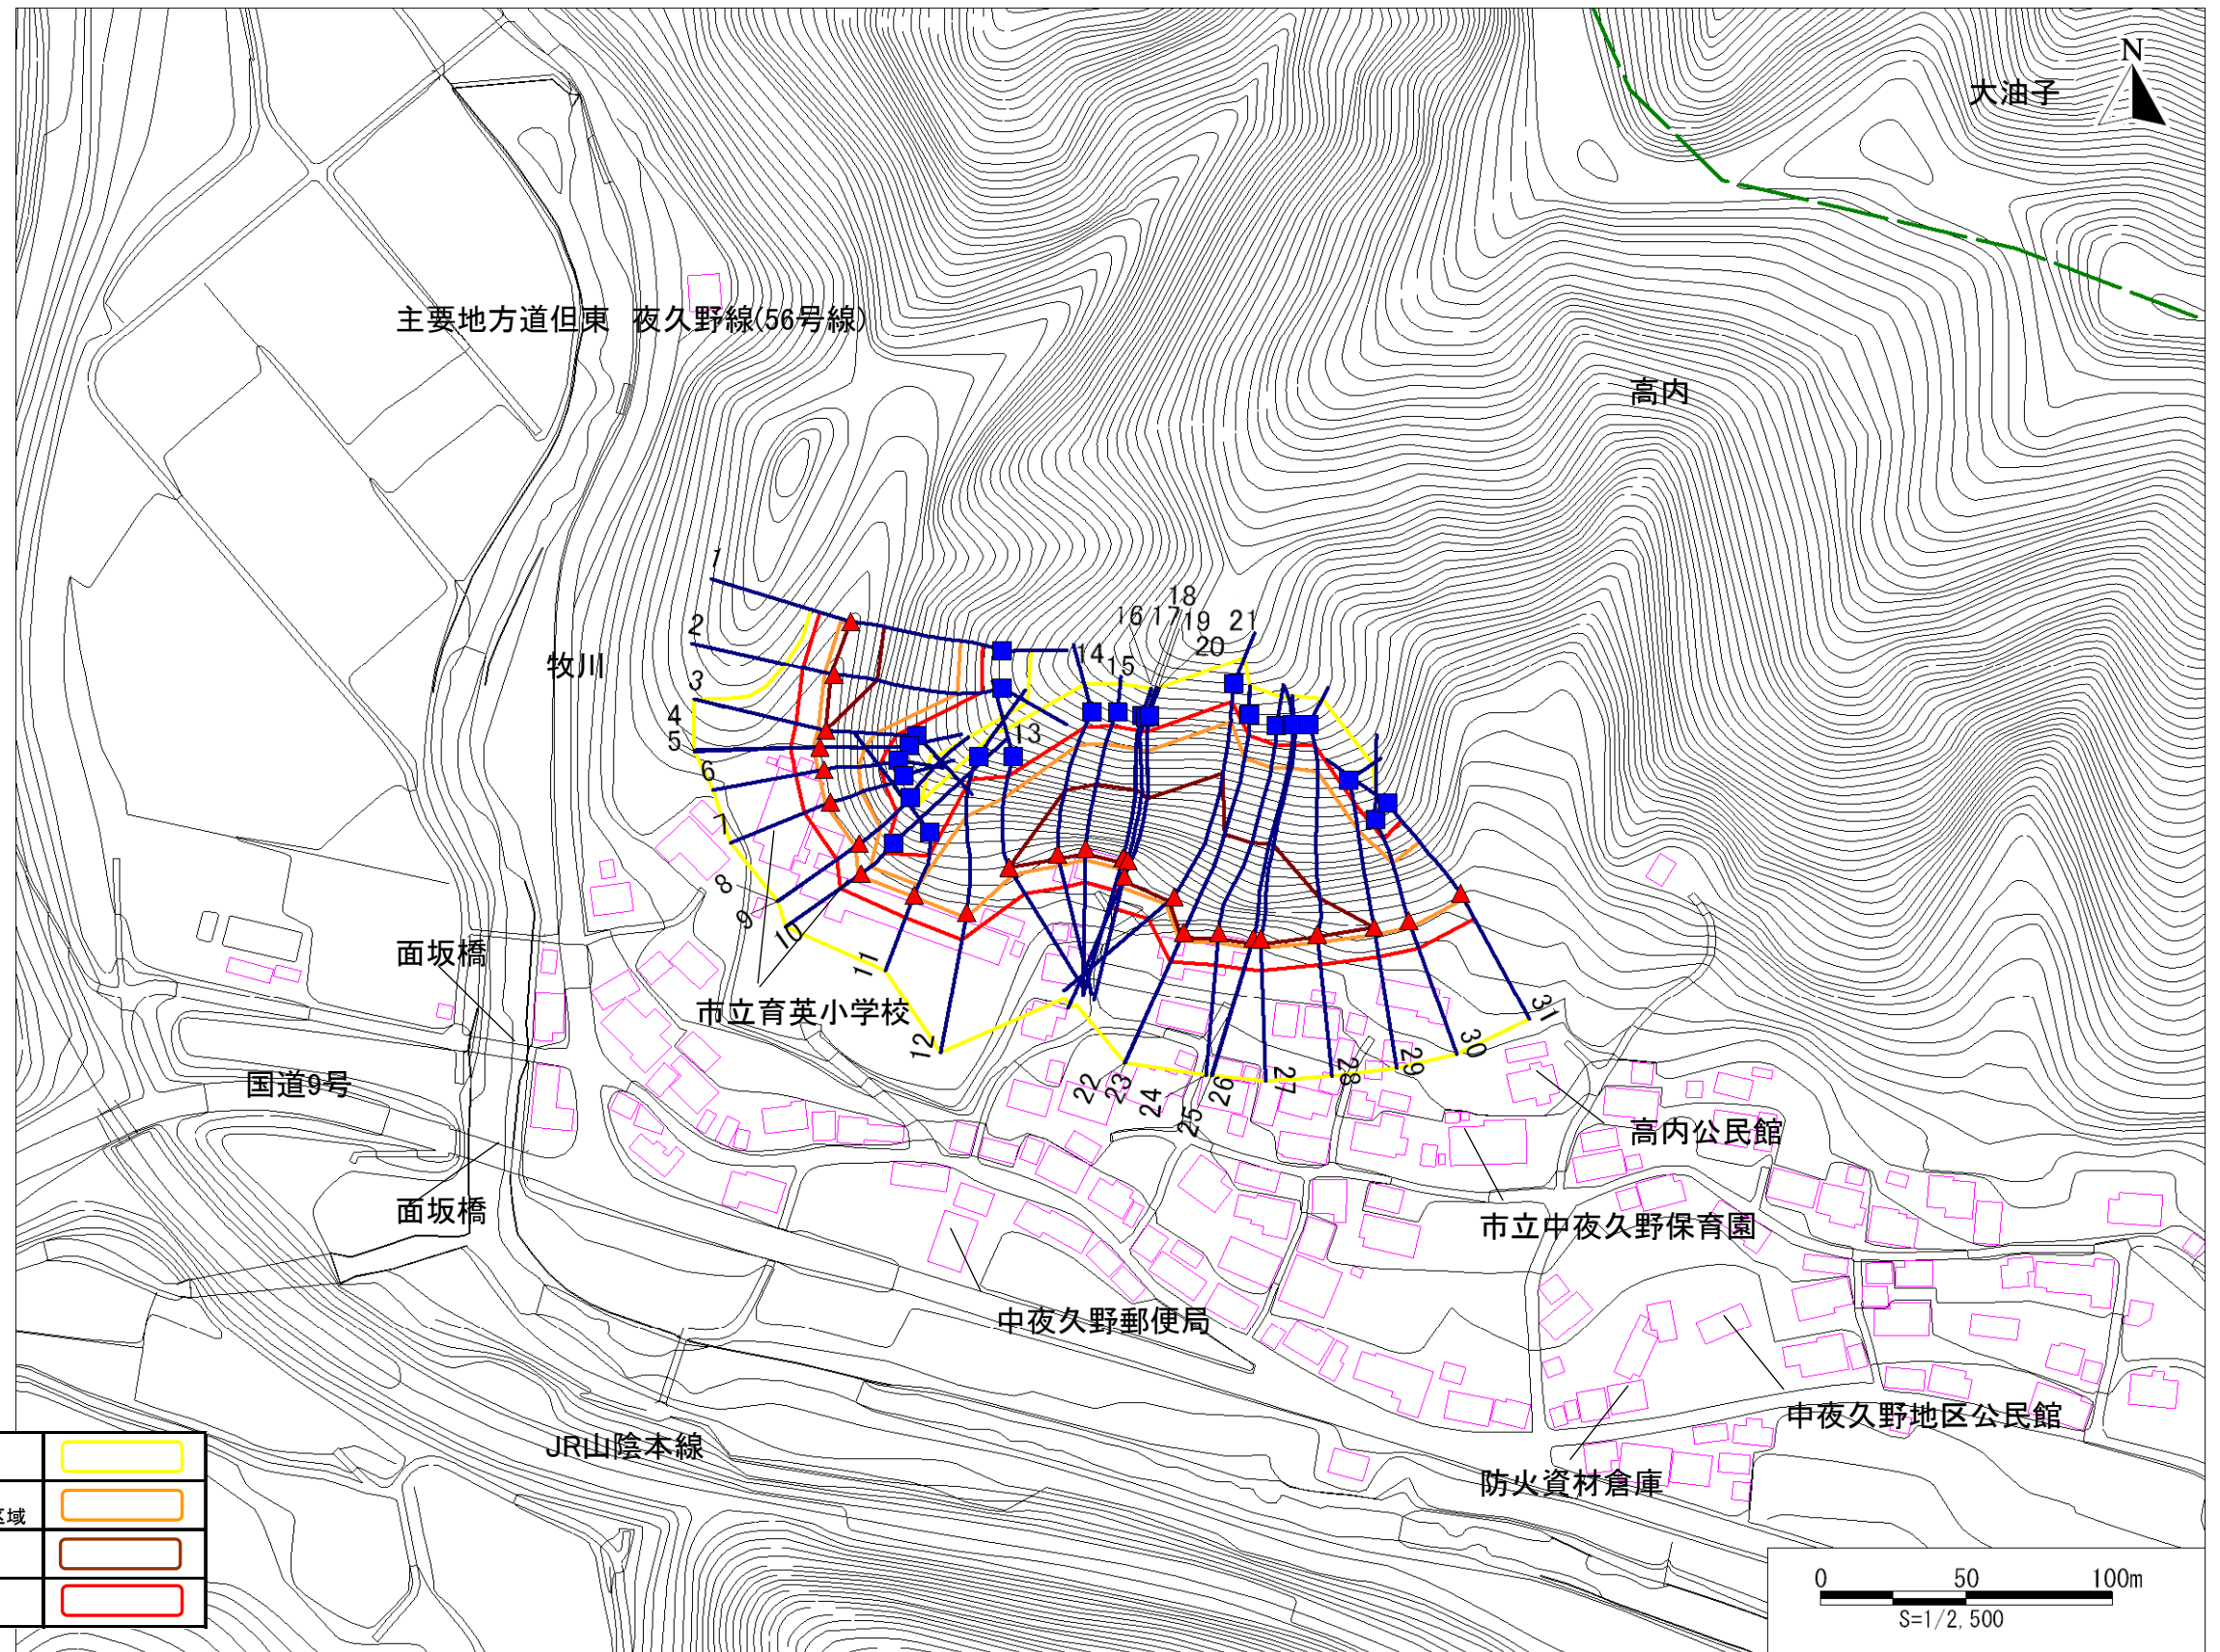 N
大油子
主要地方道但東 夜久野線(56号線)
高内
1
2
3
4
5
6
7
8
9
10
11
12
13
14
15
16
17
18
19
20
21
22
23
24
25
26
27
28
29
30
31
牧川
面坂橋
市立育英小学校
国道9号
面坂橋
高内公民館
市立中夜久野保育園
中夜久野郵便局
中夜久野地区公民館
JR山陰本線
防火資材倉庫
区域
0 50 100m
S=1/2,500